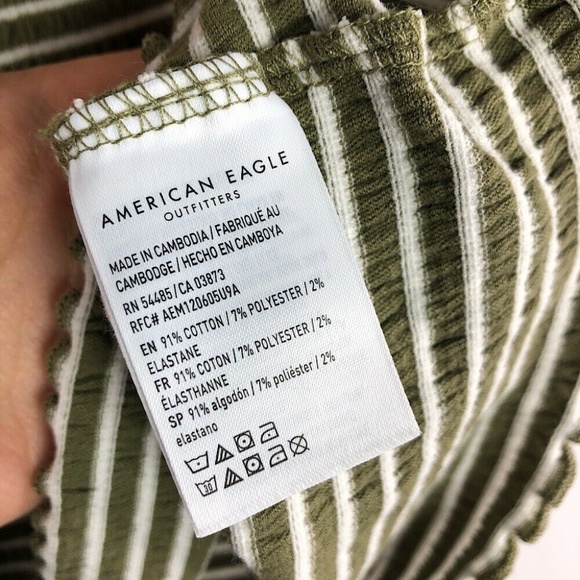 AMERICAN EAGLE
OUTFITTERS
MADE IN CAMBODIA / FABRIQUÉ AU
CAMBODGE / HECHO EN CAMBOYA
RN 54485 / CA 03873
RFC# AEM120605U9A
EN 91% COTTON / 7% POLYESTER / 2%
ELASTANE
FR 91% COTON / 7% POLYESTER / 2%
ÉLASTHANNE
SP 91% algodón / 7% poliéster / 2%
elastano
30